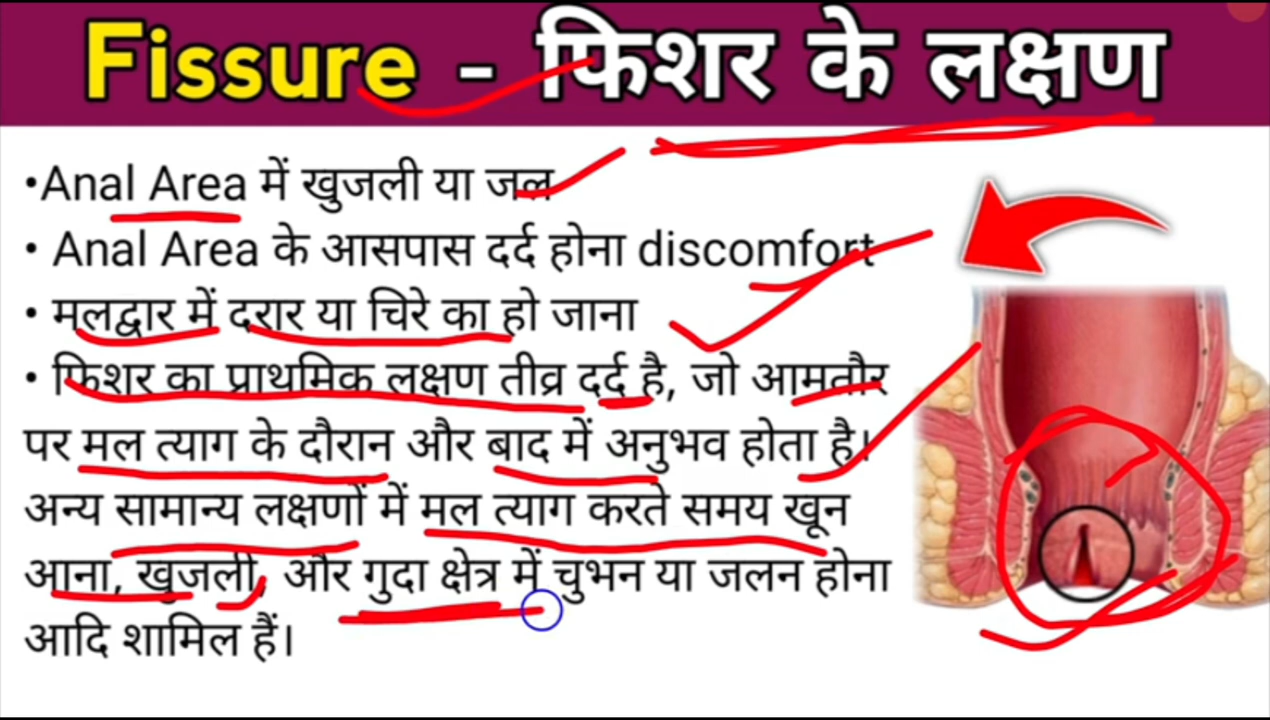 Fissure - फिशर के लक्षण
•Anal Area में खुजली या जल
• Anal Area के आसपास दर्द होना discomfort
• मलद्वार में दरार या चिरे का हो जाना
• फिशर का प्राथमिक लक्षण तीव्र दर्द है, जो आमतौर
पर मल त्याग के दौरान और बाद में अनुभव होता है।
अन्य सामान्य लक्षणों में मल त्याग करते समय खून
आना, खुजली, और गुदा क्षेत्र में चुभन या जलन होना
आदि शामिल हैं।